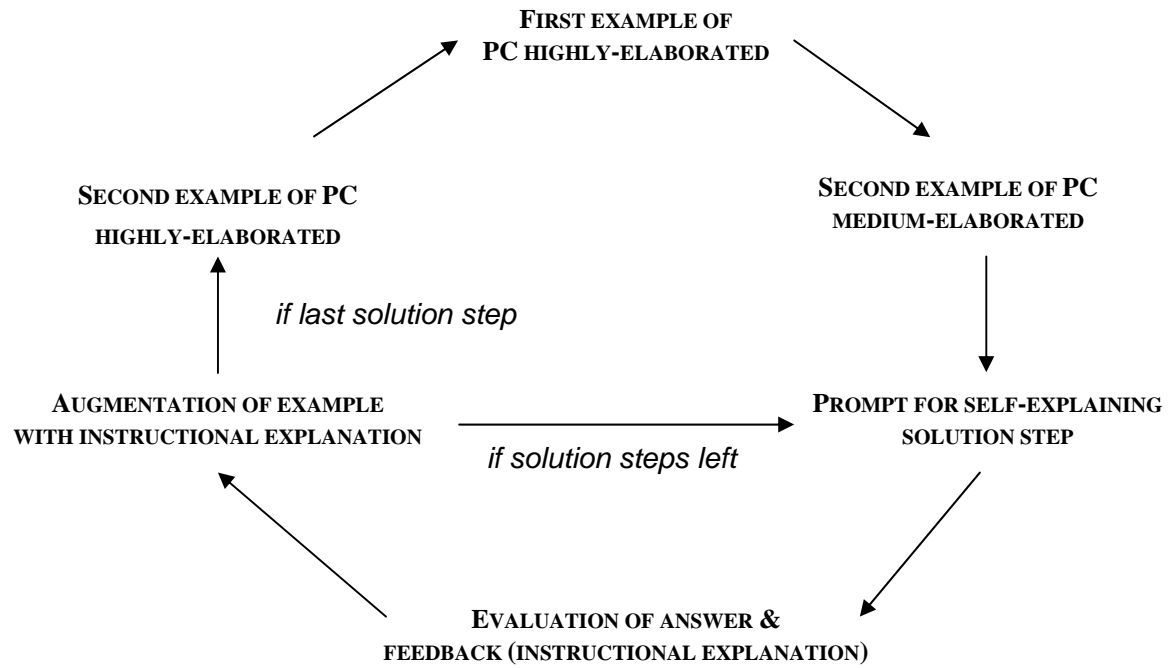 FIRST EXAMPLE OF
PC HIGHLY-ELABORATED
SECOND EXAMPLE OF PC
HIGHLY-ELABORATED
SECOND EXAMPLE OF PC
MEDIUM-ELABORATED
if last solution step
AUGMENTATION OF EXAMPLE
WITH INSTRUCTIONAL EXPLANATION
if solution steps left
PROMPT FOR SELF-EXPLAINING
SOLUTION STEP
EVALUATION OF ANSWER &
FEEDBACK (INSTRUCTIONAL EXPLANATION)